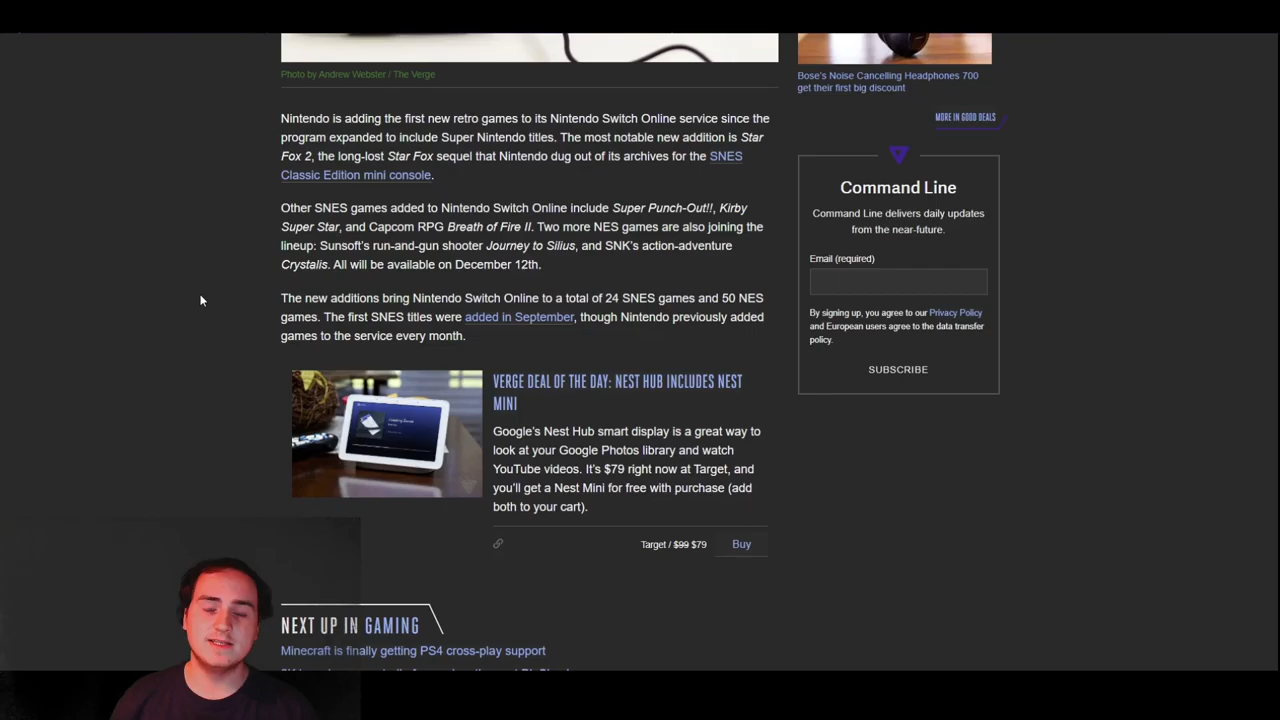 Photo by Andrew Webster / The Verge
Nintendo is adding the first new retro games to its Nintendo Switch Online service since the
program expanded to include Super Nintendo titles. The most notable new addition is Star
Fox 2, the long-lost Star Fox sequel that Nintendo dug out of its archives for the SNES
Classic Edition mini console.
Other SNES games added to Nintendo Switch Online include Super Punch-Out!!, Kirby
Super Star, and Capcom RPG Breath of Fire II. Two more NES games are also joining the
lineup: Sunsoft's run-and-gun shooter Journey to Silius, and SNK's action-adventure
Crystalis. All will be available on December 12th.
The new additions bring Nintendo Switch Online to a total of 24 SNES games and 50 NES
games. The first SNES titles were added in September, though Nintendo previously added
games to the service every month.
VERGE DEAL OF THE DAY: NEST HUB INCLUDES NEST
MINI
Google's Nest Hub smart display is a great way to
look at your Google Photos library and watch
YouTube videos. It's $79 right now at Target, and
you'll get a Nest Mini for free with purchase (add
both to your cart).
Target / $99 $79 Buy
NEXT UP IN GAMING
Minecraft is finally getting PS4 cross-play support
Bose's Noise Cancelling Headphones 700
get their first big discount
MORE IN GOOD DEALS
Command Line
Command Line delivers daily updates
from the near-future.
Email (required)
By signing up, you agree to our Privacy Policy
and European users agree to the data transfer
policy.
SUBSCRIBE